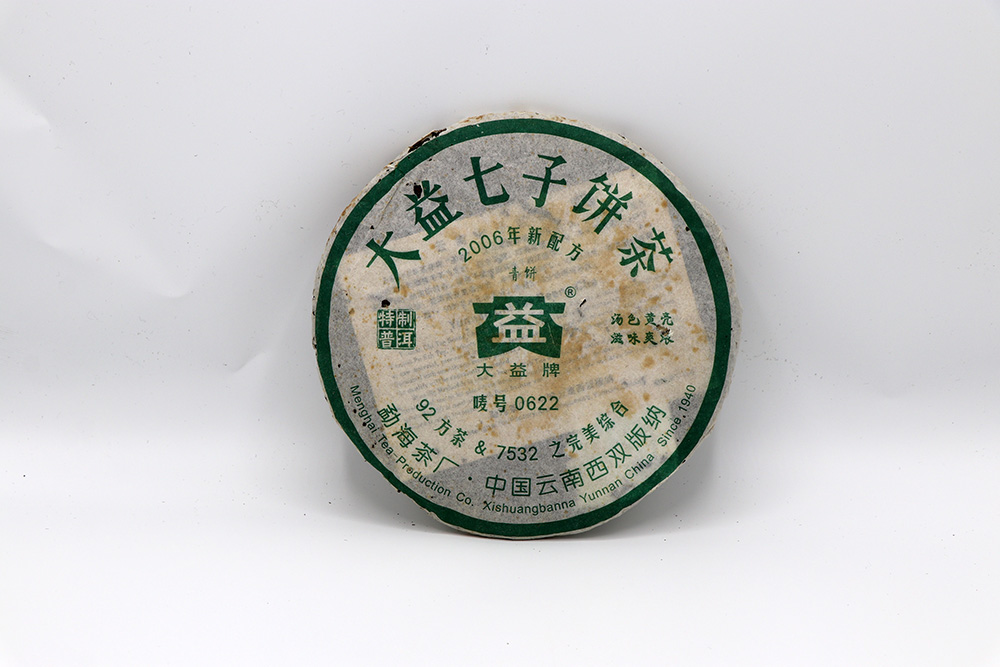 大益七子饼茶
2006年新配方
青饼
益®
特制
普洱
汤色黄亮
滋味爽浓
大益牌
唛号 0622
92方茶 & 7532 之完美综合
勐海茶厂 中国云南西双版纳
Menghai Tea Production Co. Xishuangbanna Yunnan China Since.1940